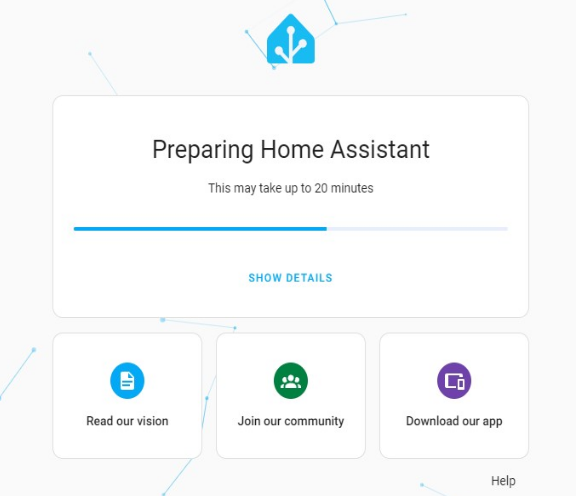 Preparing Home Assistant
This may take up to 20 minutes
SHOW DETAILS
Read our vision
Join our community
Download our app
Help